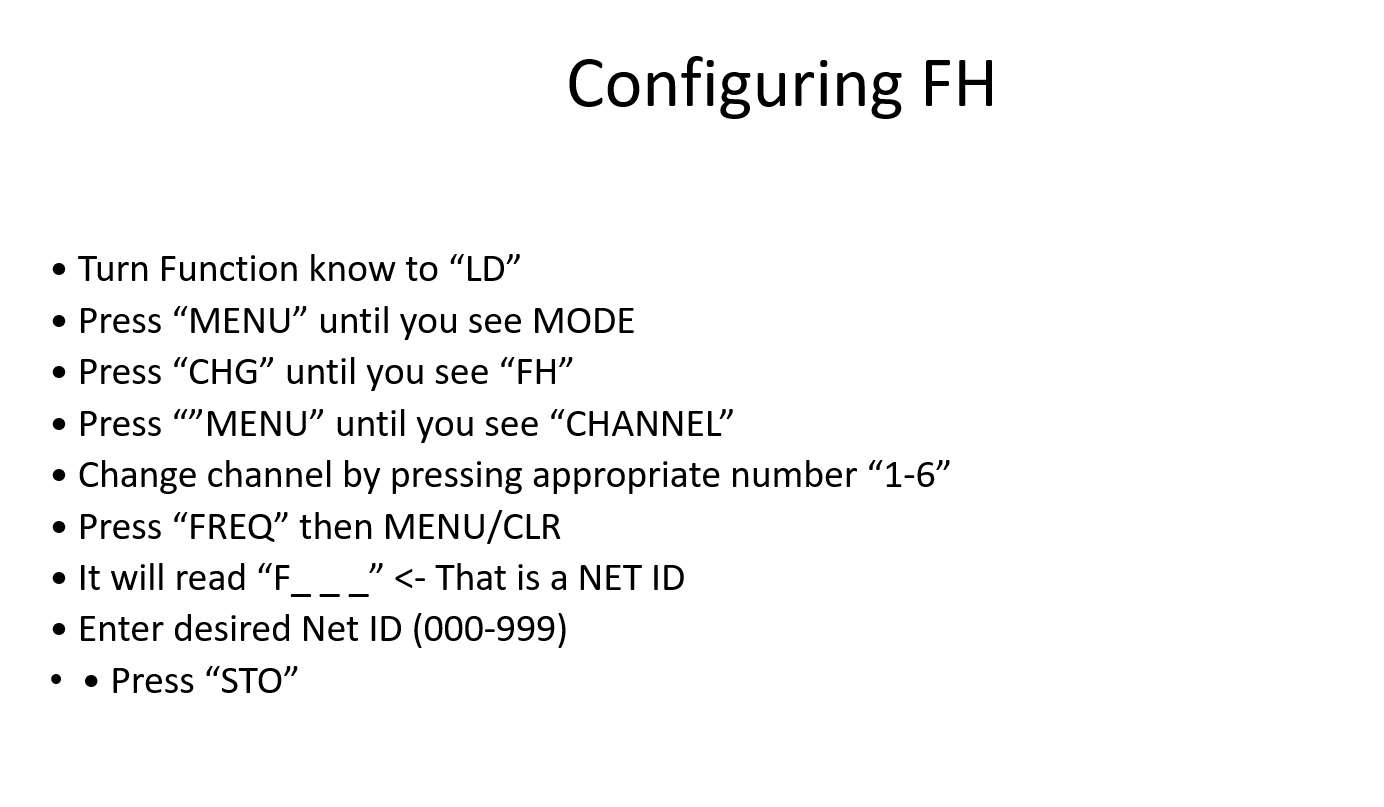 Configuring FH
• Turn Function know to “LD”
• Press “MENU” until you see MODE
• Press “CHG” until you see “FH”
• Press “”MENU” until you see “CHANNEL”
• Change channel by pressing appropriate number “1-6”
• Press “FREQ” then MENU/CLR
• It will read “F_ _ _” <- That is a NET ID
• Enter desired Net ID (000-999)
• • Press “STO”